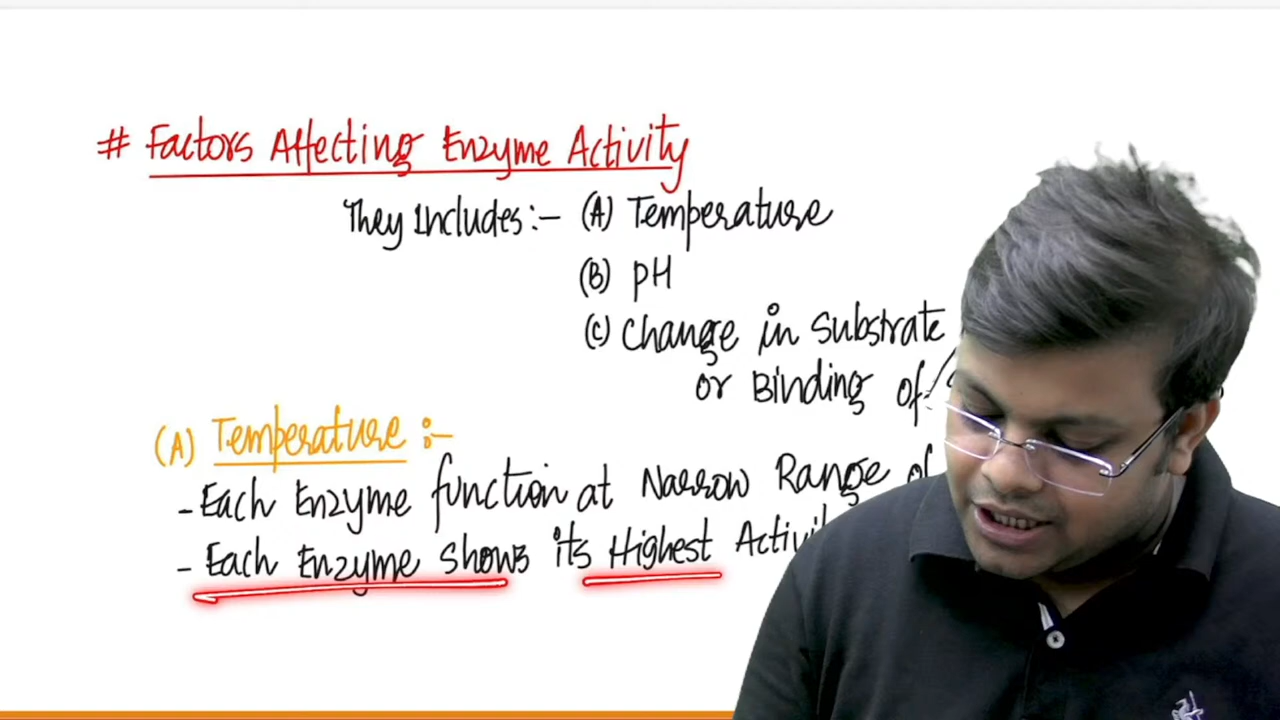 # Factors Affecting Enzyme Activity
They Includes :- (A) Temperature
(B) pH
(C) Change in Substrate
or Binding of
(A) Temperature :-
- Each Enzyme function at Narrow Range of
- Each Enzyme shows its Highest